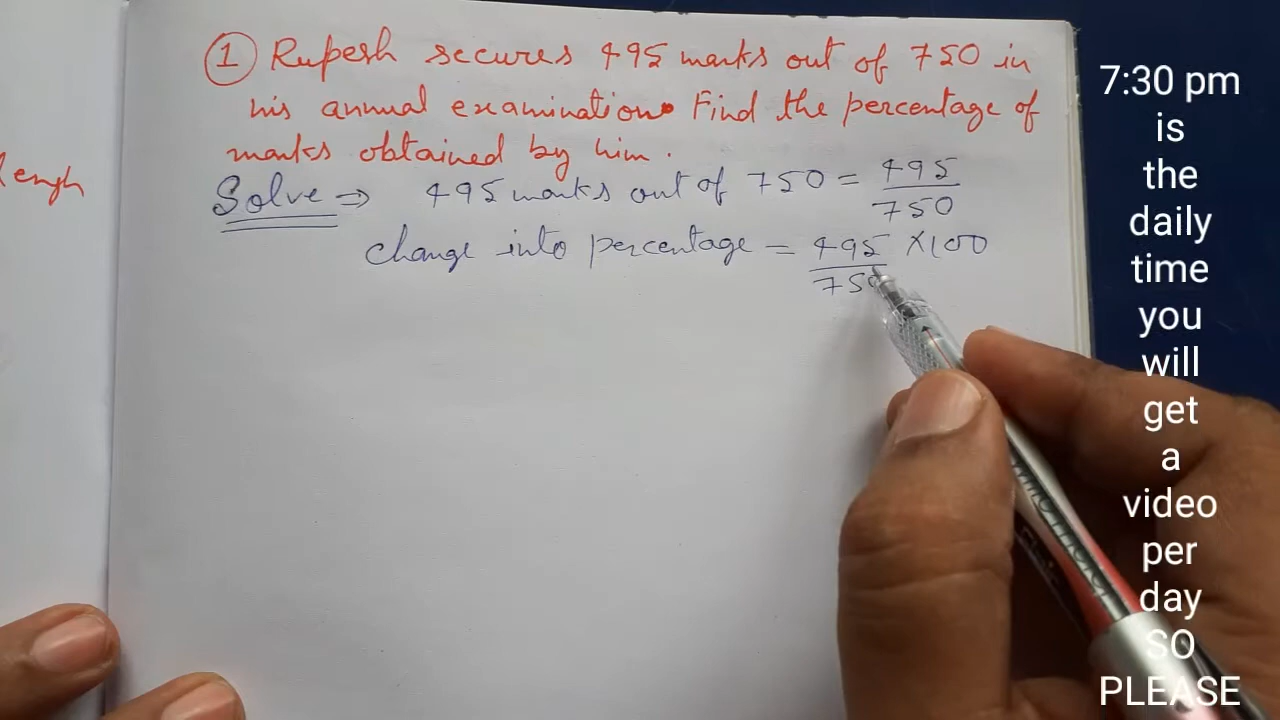 lengh
① Rupesh secures 495 marks out of 750 in
his annual examination. Find the percentage of
marks obtained by him.
Solve ⇒ 495 marks out of 750 = 495/750
change into percentage = 495/750 ×100
7:30 pm
is
the
daily
time
you
will
get
a
video
per
day
SO
PLEASE